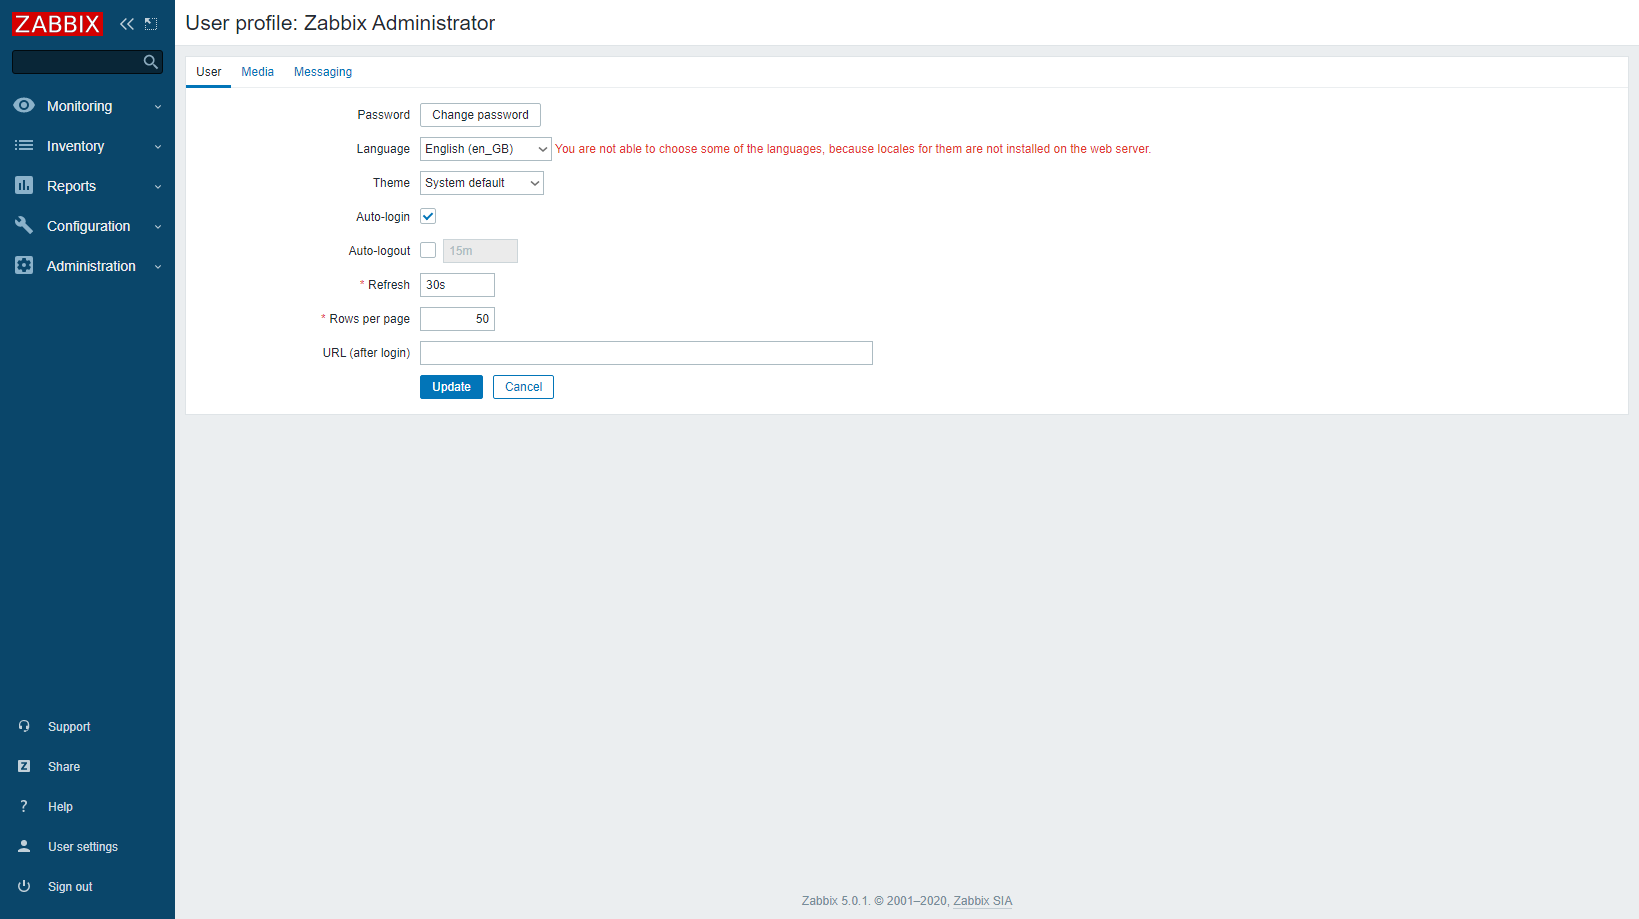 ZABBIX
User profile: Zabbix Administrator
Monitoring
Inventory
Reports
Configuration
Administration
Support
Z Share
? Help
User settings
Sign out
User Media Messaging
Password Change password
Language English (en_GB) You are not able to choose some of the languages, because locales for them are not installed on the web server.
Theme System default
Auto-login
Auto-logout 15m
* Refresh 30s
* Rows per page 50
URL (after login)
Update Cancel
Zabbix 5.0.1. © 2001–2020, Zabbix SIA